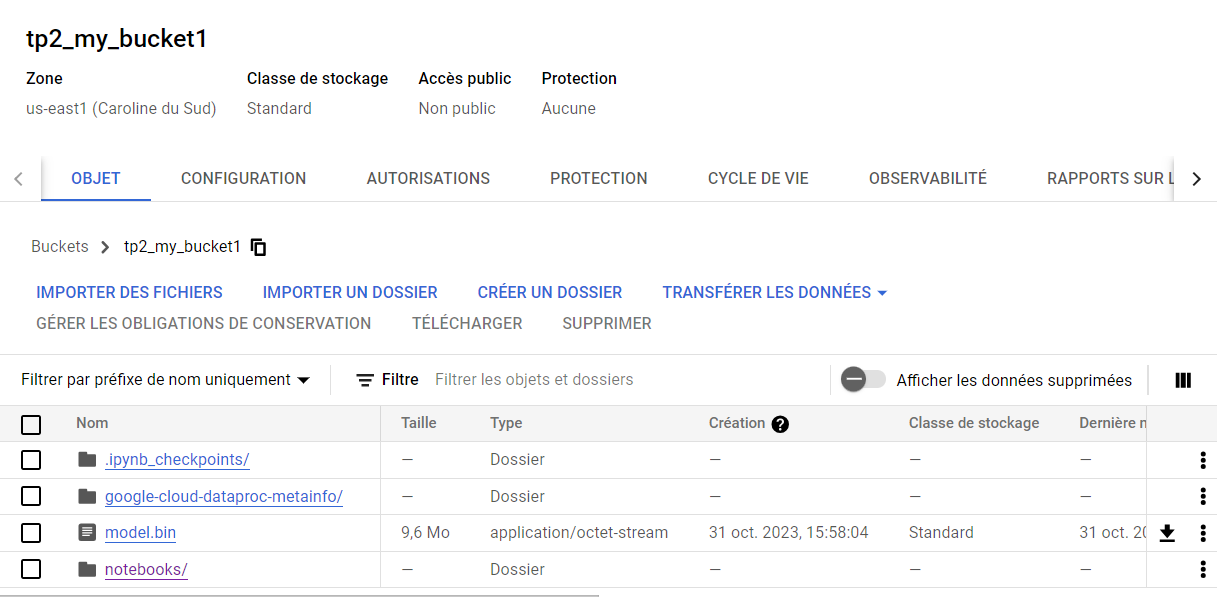 tp2_my_bucket1
Zone Classe de stockage Accès public Protection
us-east1 (Caroline du Sud) Standard Non public Aucune
OBJET CONFIGURATION AUTORISATIONS PROTECTION CYCLE DE VIE OBSERVABILITÉ RAPPORTS SUR L
Buckets tp2_my_bucket1
IMPORTER DES FICHIERS IMPORTER UN DOSSIER CRÉER UN DOSSIER TRANSFÉRER LES DONNÉES
GÉRER LES OBLIGATIONS DE CONSERVATION TÉLÉCHARGER SUPPRIMER
Filtrer par préfixe de nom uniquement Filtre Filtrer les objets et dossiers Afficher les données supprimées
Nom Taille Type Création ? Classe de stockage Dernière n
.ipynb_checkpoints/ — Dossier — — —
google-cloud-dataproc-metainfo/ — Dossier — — —
model.bin 9,6 Mo application/octet-stream 31 oct. 2023, 15:58:04 Standard 31 oct. 20
notebooks/ — Dossier — — —